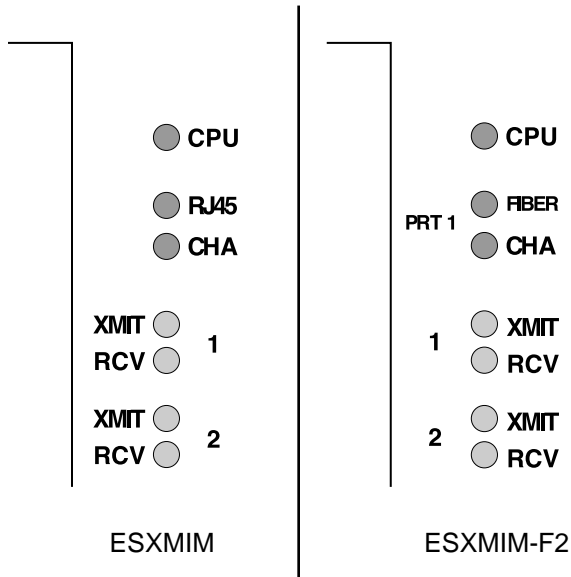 CPU
RJ45
CHA
XMIT
RCV
1
XMIT
RCV
2
ESXMIM
CPU
PRT 1
FIBER
CHA
1
XMIT
RCV
2
XMIT
RCV
ESXMIM-F2